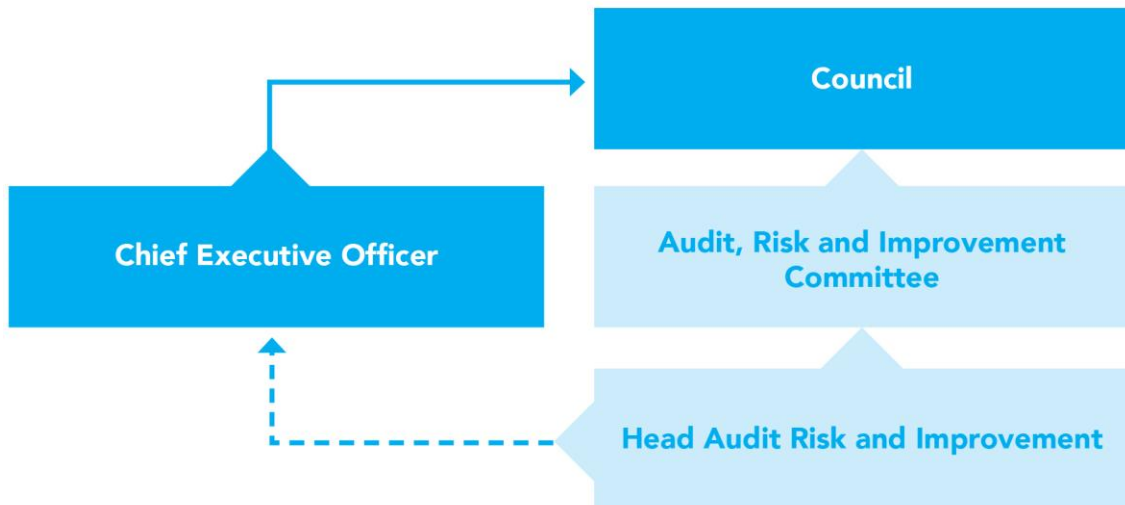 Council
Chief Executive Officer
Audit, Risk and Improvement
Committee
Head Audit Risk and Improvement